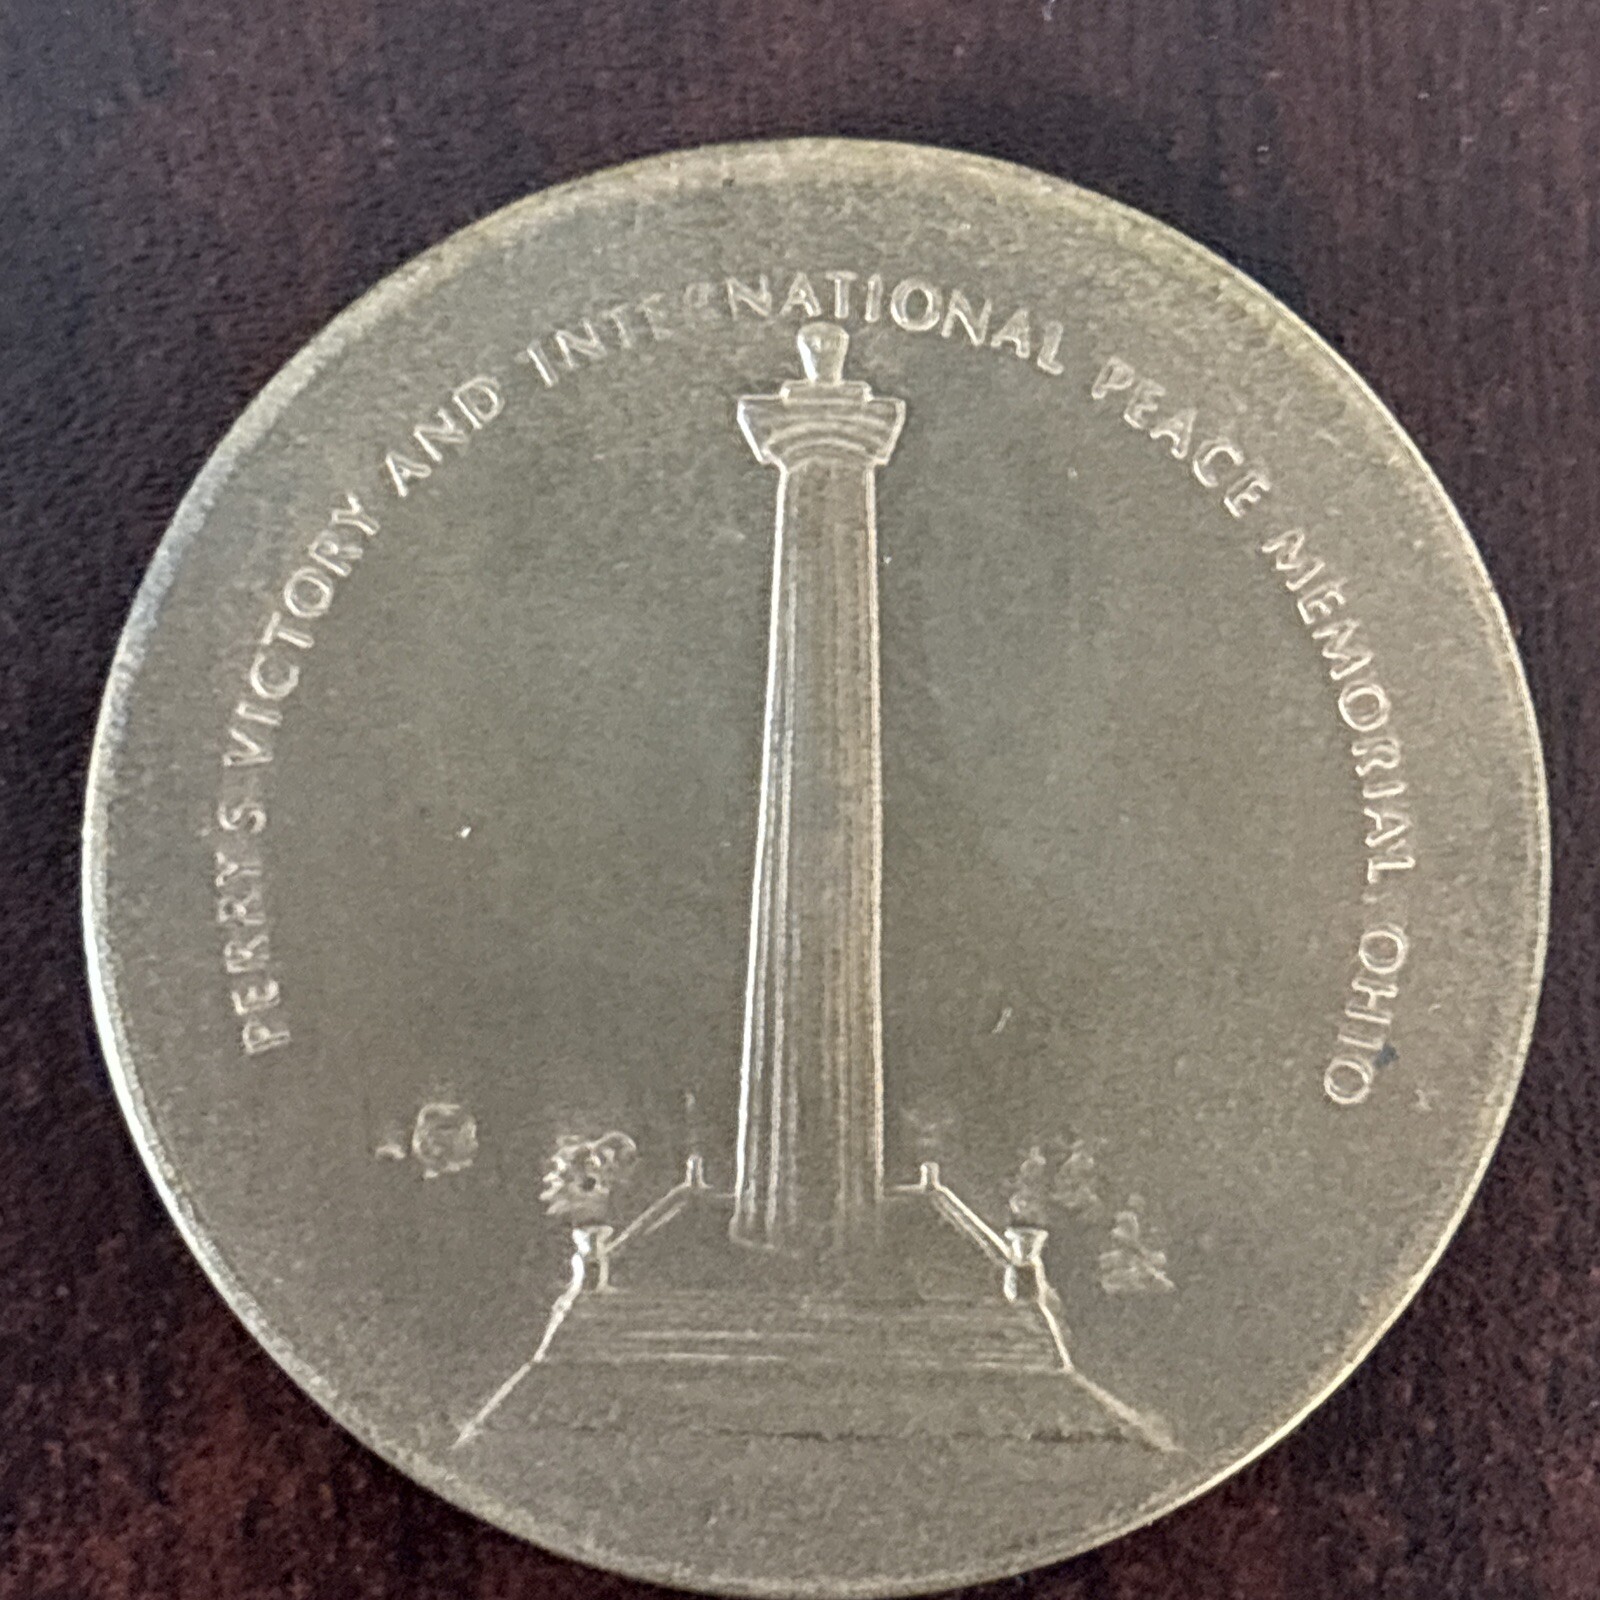 PERRY'S VICTORY AND INTERNATIONAL PEACE MEMORIAL OHIO